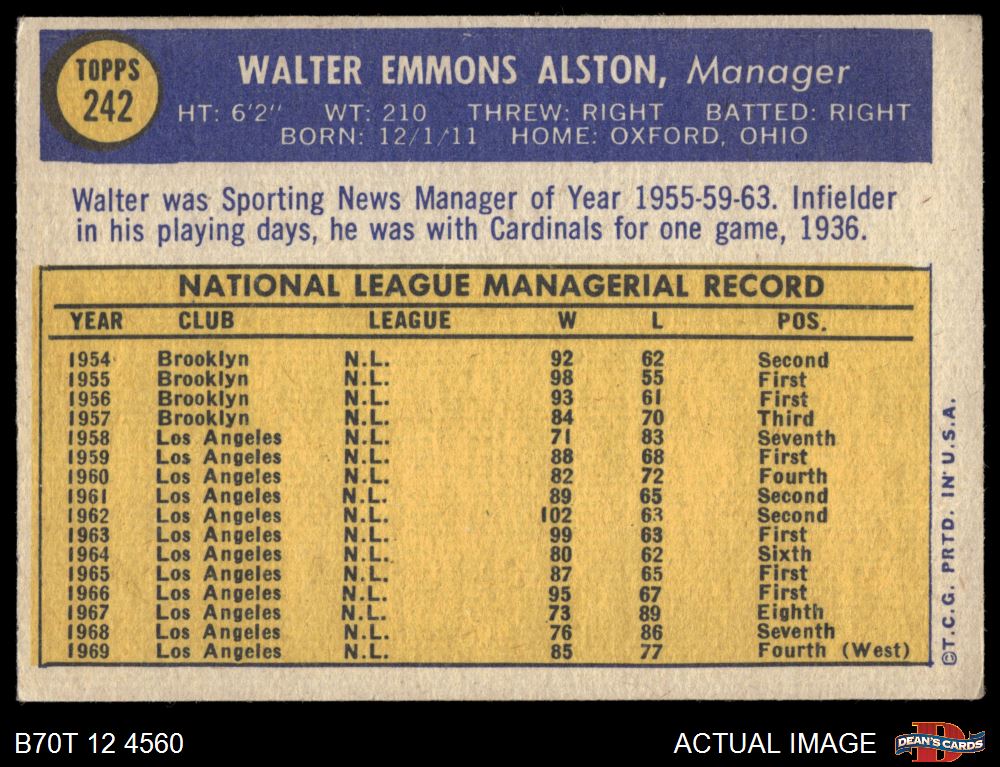 TOPPS
242
WALTER EMMONS ALSTON, Manager
HT: 6'2" WT: 210 THREW: RIGHT BATTED: RIGHT
BORN: 12/1/11 HOME: OXFORD, OHIO
Walter was Sporting News Manager of Year 1955-59-63. Infielder
in his playing days, he was with Cardinals for one game, 1936.
NATIONAL LEAGUE MANAGERIAL RECORD
YEAR CLUB LEAGUE W L POS.
1954 Brooklyn N.L. 92 62 Second
1955 Brooklyn N.L. 98 55 First
1956 Brooklyn N.L. 93 61 First
1957 Brooklyn N.L. 84 70 Third
1958 Los Angeles N.L. 71 83 Seventh
1959 Los Angeles N.L. 88 68 First
1960 Los Angeles N.L. 82 72 Fourth
1961 Los Angeles N.L. 89 65 Second
1962 Los Angeles N.L. 102 63 Second
1963 Los Angeles N.L. 99 63 First
1964 Los Angeles N.L. 80 62 Sixth
1965 Los Angeles N.L. 87 65 First
1966 Los Angeles N.L. 95 67 First
1967 Los Angeles N.L. 73 89 Eighth
1968 Los Angeles N.L. 76 86 Seventh
1969 Los Angeles N.L. 85 77 Fourth (West)
©T.C.G. PRTD. IN U.S.A.
B70T 12 4560
ACTUAL IMAGE
DEAN'S CARDS